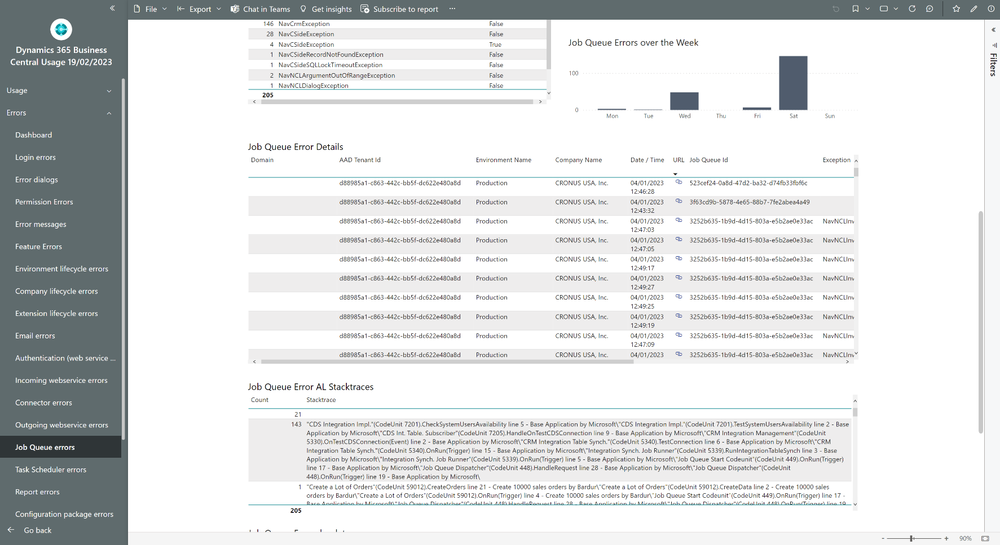 File
Export
Chat in Teams
Get insights
Subscribe to report
...
Dynamics 365 Business
Central Usage 19/02/2023
Usage
Errors
Dashboard
Login errors
Error dialogs
Permission Errors
Error messages
Feature Errors
Environment lifecycle errors
Company lifecycle errors
Extension lifecycle errors
Email errors
Authentication (web service ...
Incoming webservice errors
Connector errors
Outgoing webservice errors
Job Queue errors
Task Scheduler errors
Report errors
Configuration package errors
Go back
146 NavCrmException False
28 NavCSideException False
4 NavCSideException True
1 NavCSideRecordNotFoundException False
1 NavCSideSQLLockTimeoutException False
2 NavNCLArgumentOutOfRangeException False
1 NavNCLDialogException False
205
Job Queue Errors over the Week
100
0
Mon Tue Wed Thu Fri Sat Sun
Filters
Job Queue Error Details
Domain AAD Tenant Id Environment Name Company Name Date / Time URL Job Queue Id Exception
d88985a1-c863-442c-bb5f-dc622e480a8d Production CRONUS USA, Inc. 04/01/2023 523cef24-0a8d-47d2-ba32-d74fb33fbf6c
12:46:28
d88985a1-c863-442c-bb5f-dc622e480a8d Production CRONUS USA, Inc. 04/01/2023 3f63cd9b-5878-4e65-88b7-7fe2abea4a49
12:43:32
d88985a1-c863-442c-bb5f-dc622e480a8d Production CRONUS USA, Inc. 04/01/2023 3252b635-1b9d-4d15-803a-e5b2ae0e33ac NavNCLInv
12:47:03
d88985a1-c863-442c-bb5f-dc622e480a8d Production CRONUS USA, Inc. 04/01/2023 3252b635-1b9d-4d15-803a-e5b2ae0e33ac NavNCLInv
12:47:05
d88985a1-c863-442c-bb5f-dc622e480a8d Production CRONUS USA, Inc. 04/01/2023 3252b635-1b9d-4d15-803a-e5b2ae0e33ac NavNCLInv
12:49:17
d88985a1-c863-442c-bb5f-dc622e480a8d Production CRONUS USA, Inc. 04/01/2023 3252b635-1b9d-4d15-803a-e5b2ae0e33ac NavNCLInv
12:49:27
d88985a1-c863-442c-bb5f-dc622e480a8d Production CRONUS USA, Inc. 04/01/2023 3252b635-1b9d-4d15-803a-e5b2ae0e33ac NavNCLInv
12:49:25
d88985a1-c863-442c-bb5f-dc622e480a8d Production CRONUS USA, Inc. 04/01/2023 3252b635-1b9d-4d15-803a-e5b2ae0e33ac NavNCLInv
12:49:19
d88985a1-c863-442c-bb5f-dc622e480a8d Production CRONUS USA, Inc. 04/01/2023 3252b635-1b9d-4d15-803a-e5b2ae0e33ac NavNCLInv
12:47:09
d88985a1-c863-442c-bb5f-dc622e480a8d Production CRONUS USA, Inc. 04/01/2023 3252b635-1b9d-4d15-803a-e5b2ae0e33ac NavNCLInv
Job Queue Error AL Stacktraces
Count Stacktrace
21
143 "CDS Integration Impl."(CodeUnit 7201).CheckSystemUsersAvailability line 5 - Base Application by Microsoft\"CDS Integration Impl."(CodeUnit 7201).TestSystemUsersAvailability line 2 - Base
Application by Microsoft\"CDS Int. Table. Subscriber"(CodeUnit 7205).HandleOnTestCDSConnection line 9 - Base Application by Microsoft\"CRM Integration Management"(CodeUnit
5330).OnTestCDSConnection(Event) line 2 - Base Application by Microsoft\"CRM Integration Table Synch."(CodeUnit 5340).TestConnection line 6 - Base Application by Microsoft\"CRM
Integration Table Synch."(CodeUnit 5340).OnRun(Trigger) line 15 - Base Application by Microsoft\"Integration Synch. Job Runner"(CodeUnit 5339).RunIntegrationTableSynch line 3 - Base
Application by Microsoft\"Integration Synch. Job Runner"(CodeUnit 5339).OnRun(Trigger) line 5 - Base Application by Microsoft\"Job Queue Start Codeunit"(CodeUnit 449).OnRun(Trigger)
line 17 - Base Application by Microsoft\"Job Queue Dispatcher"(CodeUnit 448).HandleRequest line 28 - Base Application by Microsoft\"Job Queue Dispatcher"(CodeUnit
448).OnRun(Trigger) line 19 - Base Application by Microsoft\
1 "Create a Lot of Orders"(CodeUnit 59012).CreateOrders line 21 - Create 10000 sales orders by Bardur\"Create a Lot of Orders"(CodeUnit 59012).CreateData line 2 - Create 10000 sales
orders by Bardur\"Create a Lot of Orders"(CodeUnit 59012).OnRun(Trigger) line 4 - Create 10000 sales orders by Bardur\"Job Queue Start Codeunit"(CodeUnit 449).OnRun(Trigger) line 17 -
Base Application by Microsoft\"Job Queue Dispatcher"(CodeUnit 448).HandleRequest line 28 - Base Application by Microsoft\"Job Queue Dispatcher"(CodeUnit 448).OnRun(Trigger) line 19
205
- + 90%